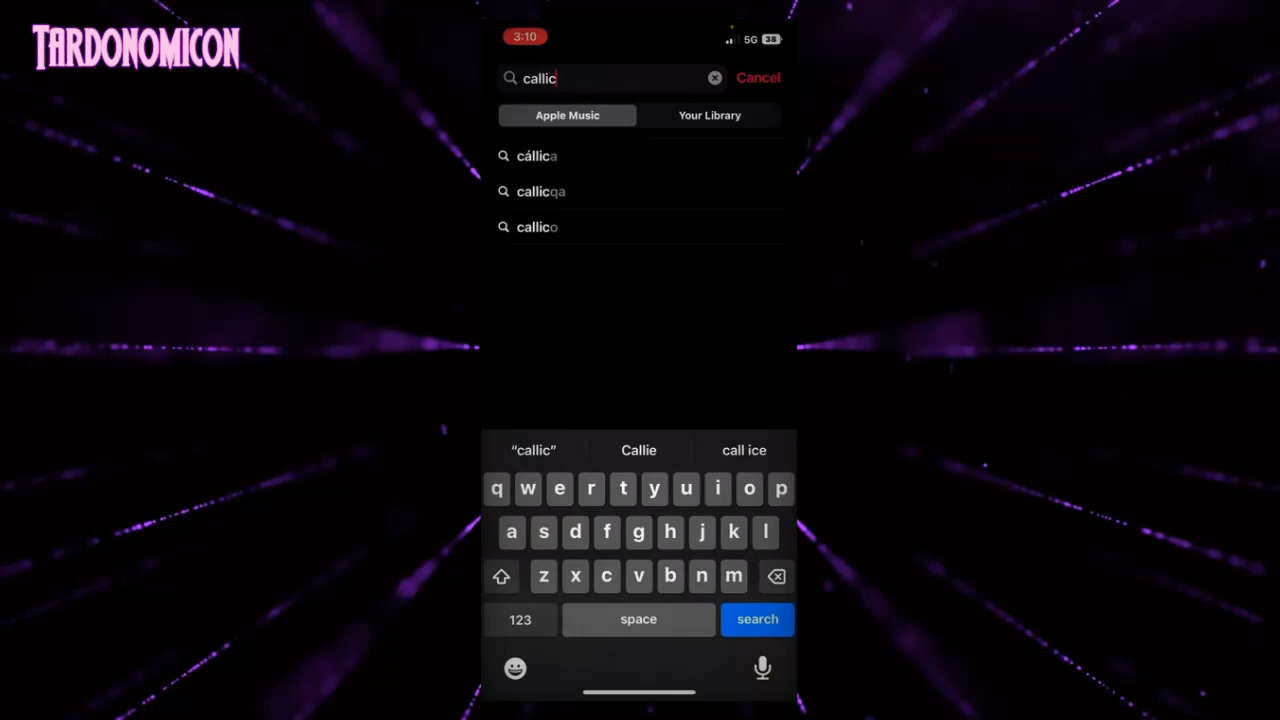 TARDONOMICON
3:10
5G 38
callic
Cancel
Apple Music
Your Library
cállica
callicqa
callico
"callic"
Callie
call ice
q w e r t y u i o p
a s d f g h j k l
z x c v b n m
123
space
search